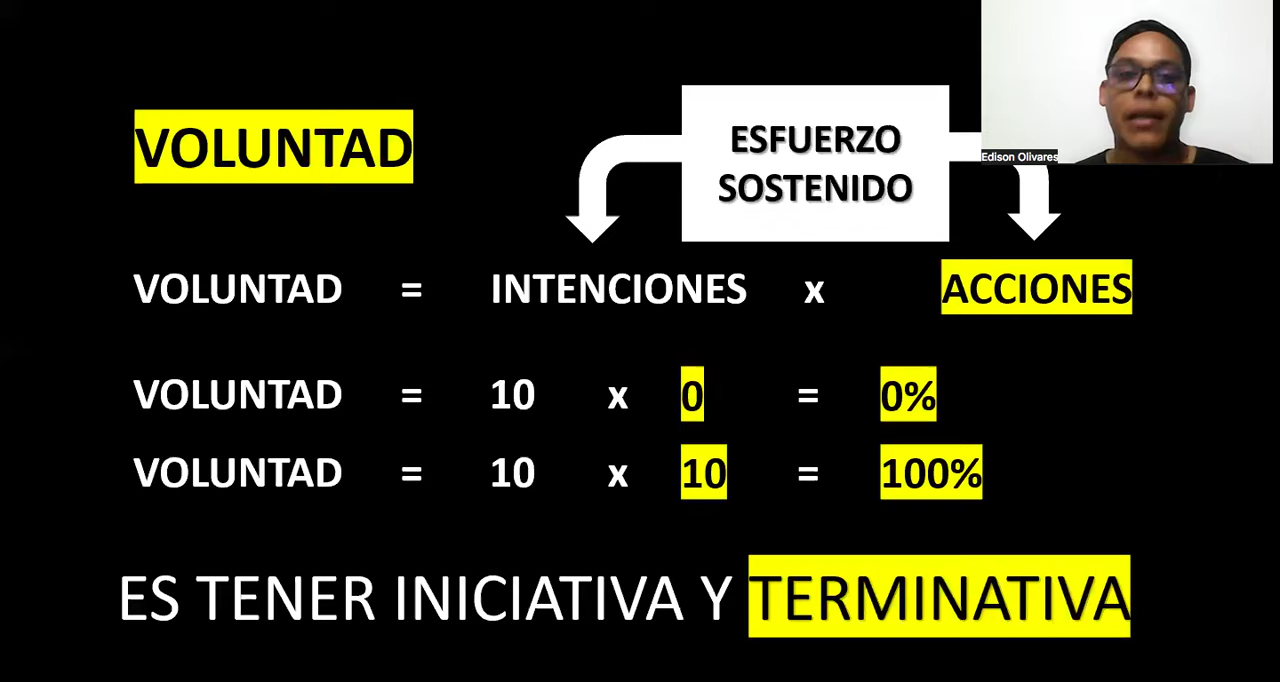 VOLUNTAD
ESFUERZO
SOSTENIDO
Edison Olivares
VOLUNTAD = INTENCIONES x ACCIONES
VOLUNTAD = 10 x 0 = 0%
VOLUNTAD = 10 x 10 = 100%
ES TENER INICIATIVA Y TERMINATIVA